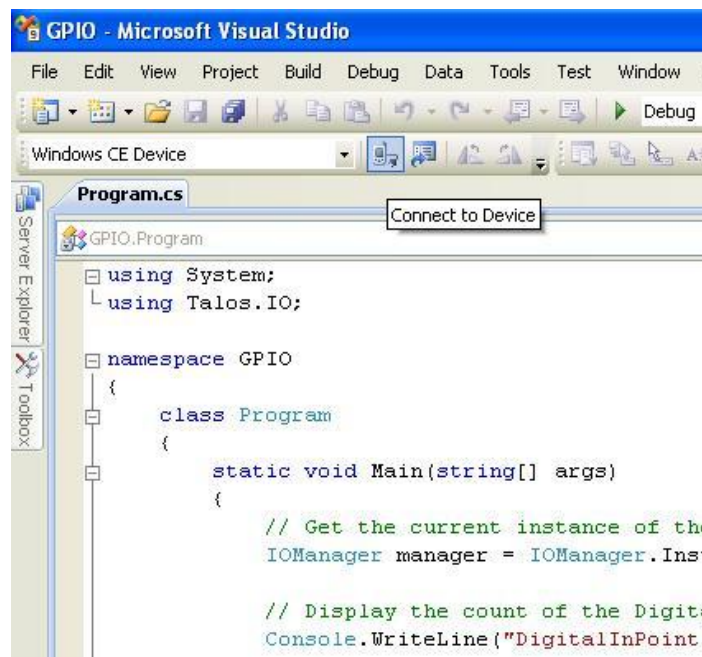 GPIO - Microsoft Visual Studio
File Edit View Project Build Debug Data Tools Test Window
Debug
Windows CE Device
Program.cs
Connect to Device
GPIO.Program
Server Explorer
Toolbox
using System;
using Talos.IO;
namespace GPIO
{
class Program
{
static void Main(string[] args)
{
// Get the current instance of the
IOManager manager = IOManager.Ins
// Display the count of the Digit
Console.WriteLine("DigitalInPoint